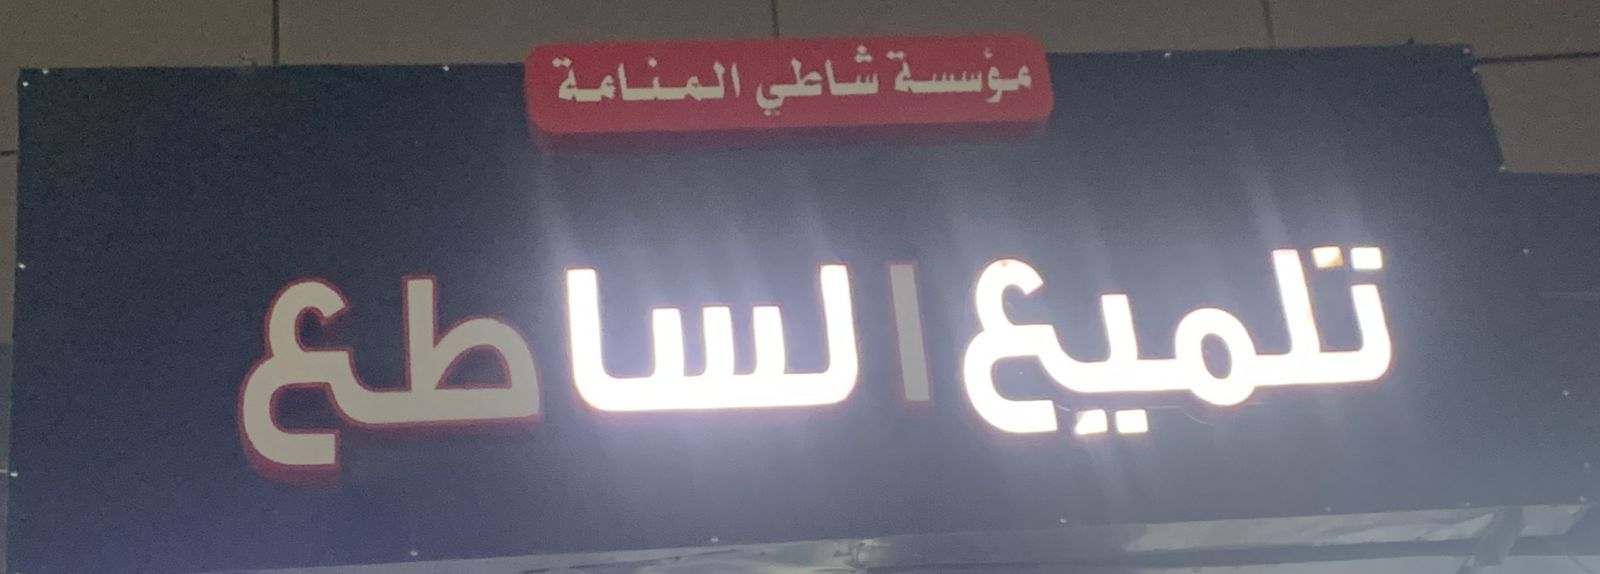 مؤسسة شاطي المنامة
تلميع الساطع